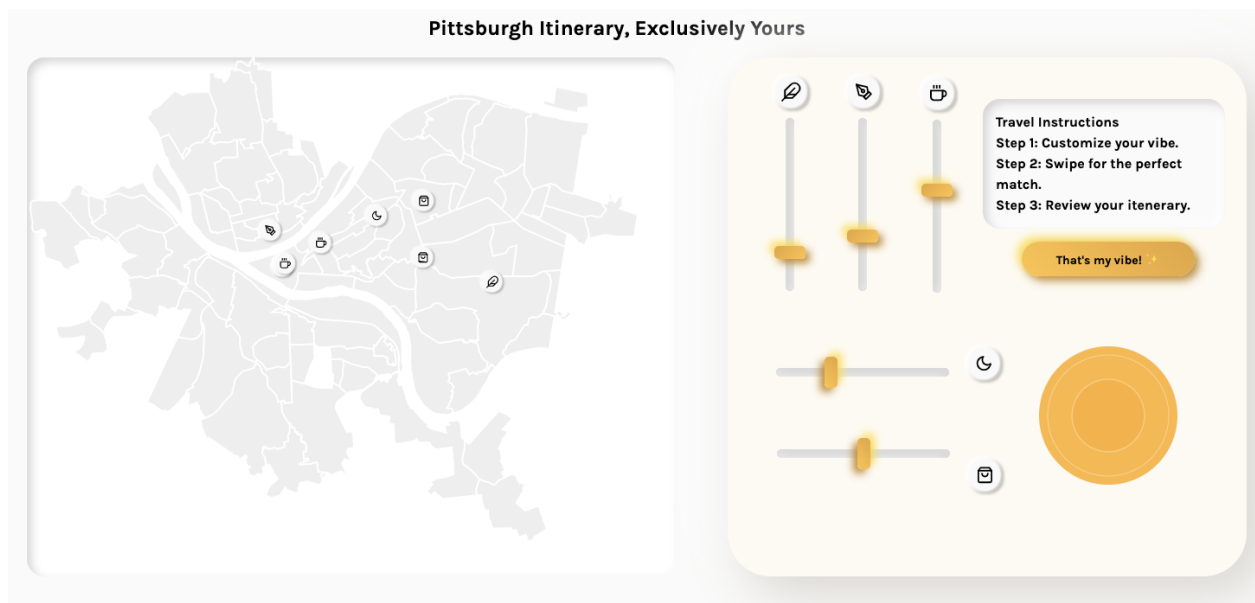 Pittsburgh Itinerary, Exclusively Yours
Travel Instructions
Step 1: Customize your vibe.
Step 2: Swipe for the perfect
match.
Step 3: Review your itenerary.
That's my vibe! ✨